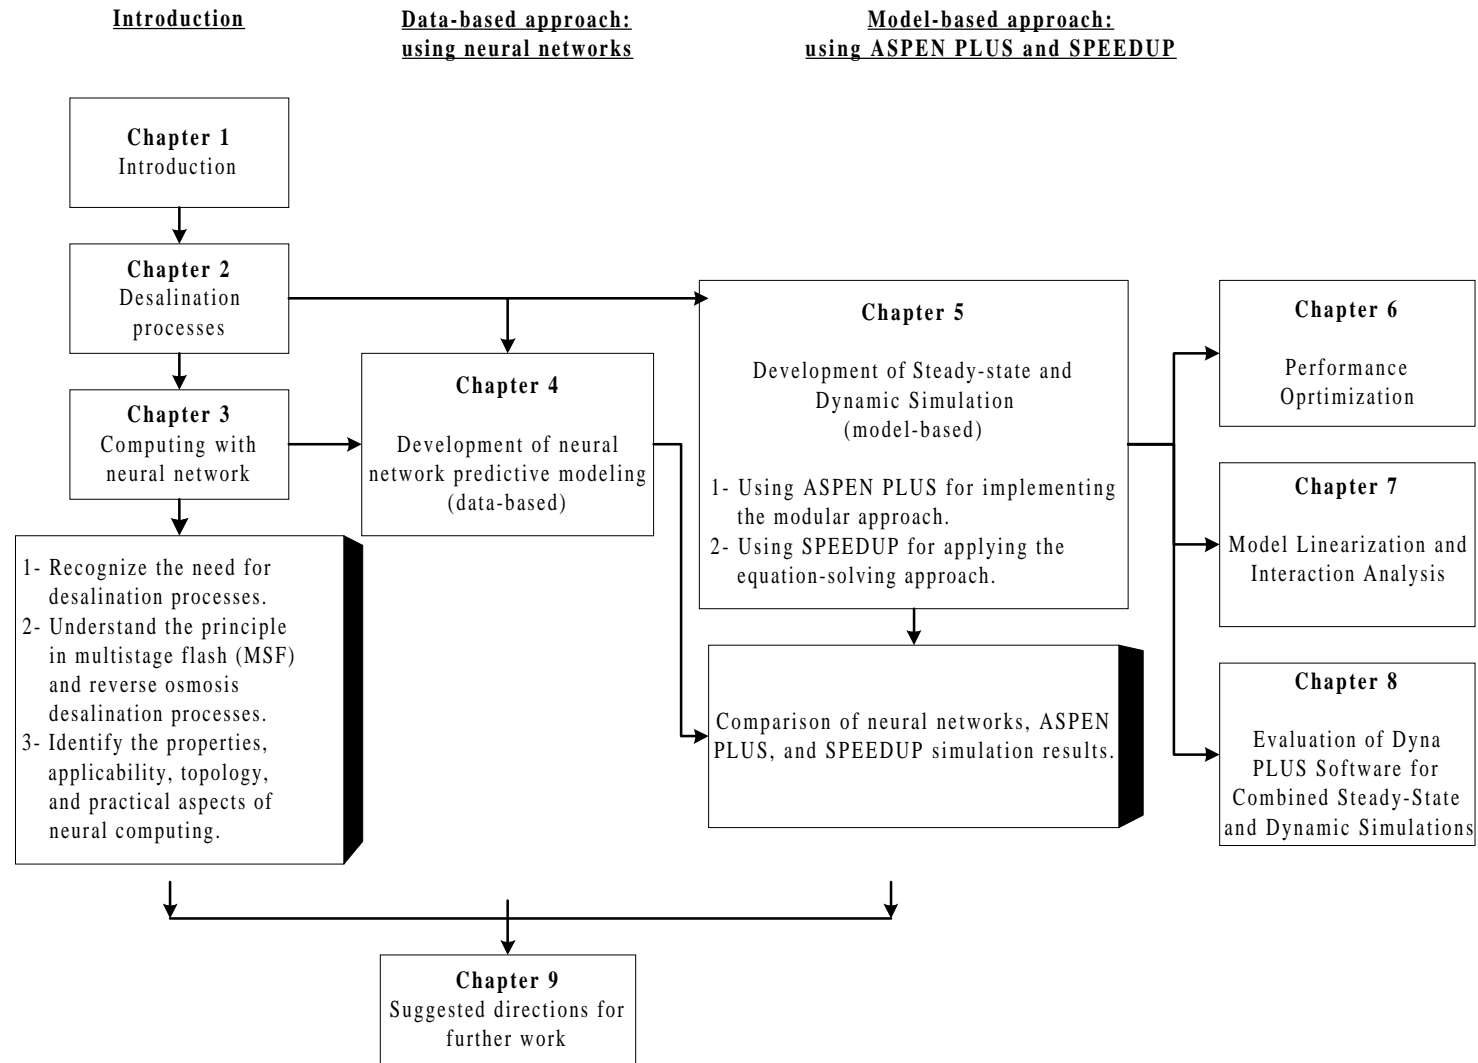 Introduction
Data-based approach:
using neural networks
Model-based approach:
using ASPEN PLUS and SPEEDUP
Chapter 1
Introduction
Chapter 2
Desalination
processes
Chapter 3
Computing with
neural network
1- Recognize the need for
desalination processes.
2- Understand the principle
in multistage flash (MSF)
and reverse osmosis
desalination processes.
3- Identify the properties,
applicability, topology,
and practical aspects of
neural computing.
Chapter 4
Development of neural
network predictive modeling
(data-based)
Chapter 5
Development of Steady-state and
Dynamic Simulation
(model-based)
1- Using ASPEN PLUS for implementing
the modular approach.
2- Using SPEEDUP for applying the
equation-solving approach.
Comparison of neural networks, ASPEN
PLUS, and SPEEDUP simulation results.
Chapter 6
Performance
Oprtimization
Chapter 7
Model Linearization and
Interaction Analysis
Chapter 8
Evaluation of Dyna
PLUS Software for
Combined Steady-State
and Dynamic Simulations
Chapter 9
Suggested directions for
further work